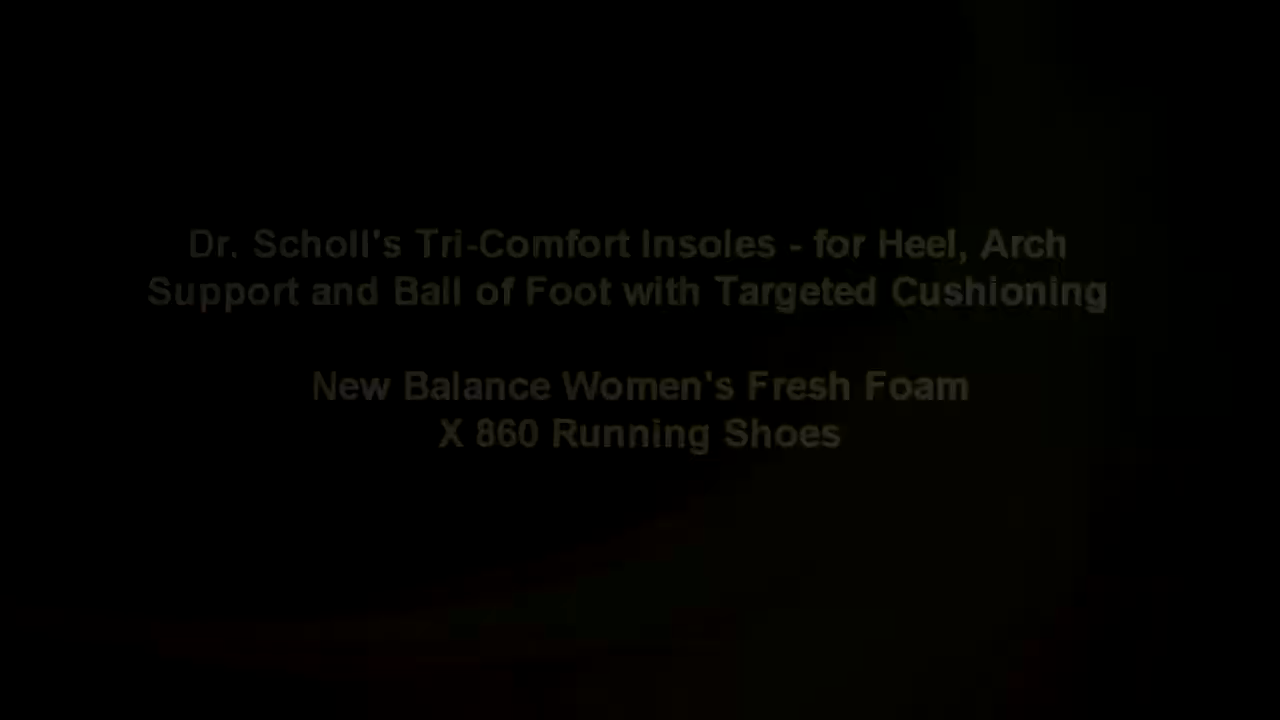 Dr. Scholl's Tri-Comfort Insoles - for Heel, Arch
Support and Ball of Foot with Targeted Cushioning
New Balance Women's Fresh Foam
X 860 Running Shoes